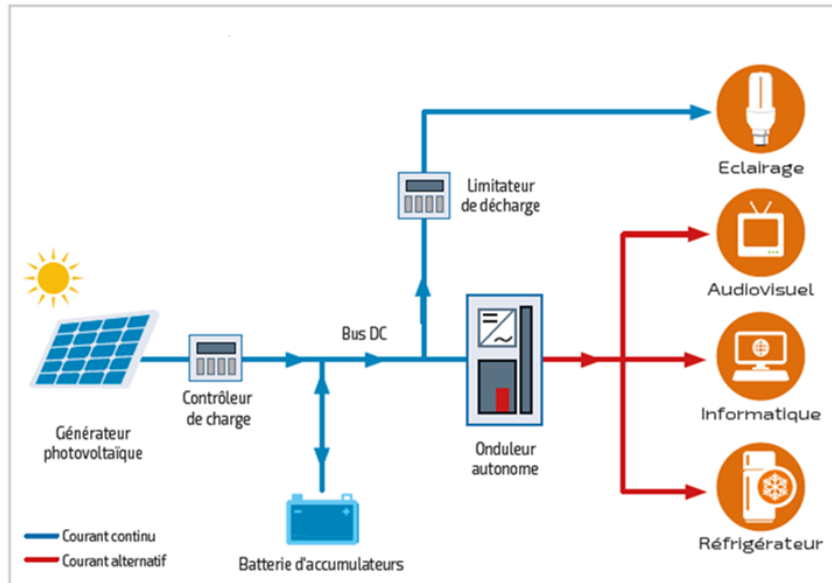 Eclairage
Limitateur
de décharge
Audiovisuel
Bus DC
Contrôleur
de charge
Informatique
Générateur
photovoltaïque
Onduleur
autonome
Courant continu
Courant alternatif
Batterie d'accumulateurs
Réfrigérateur